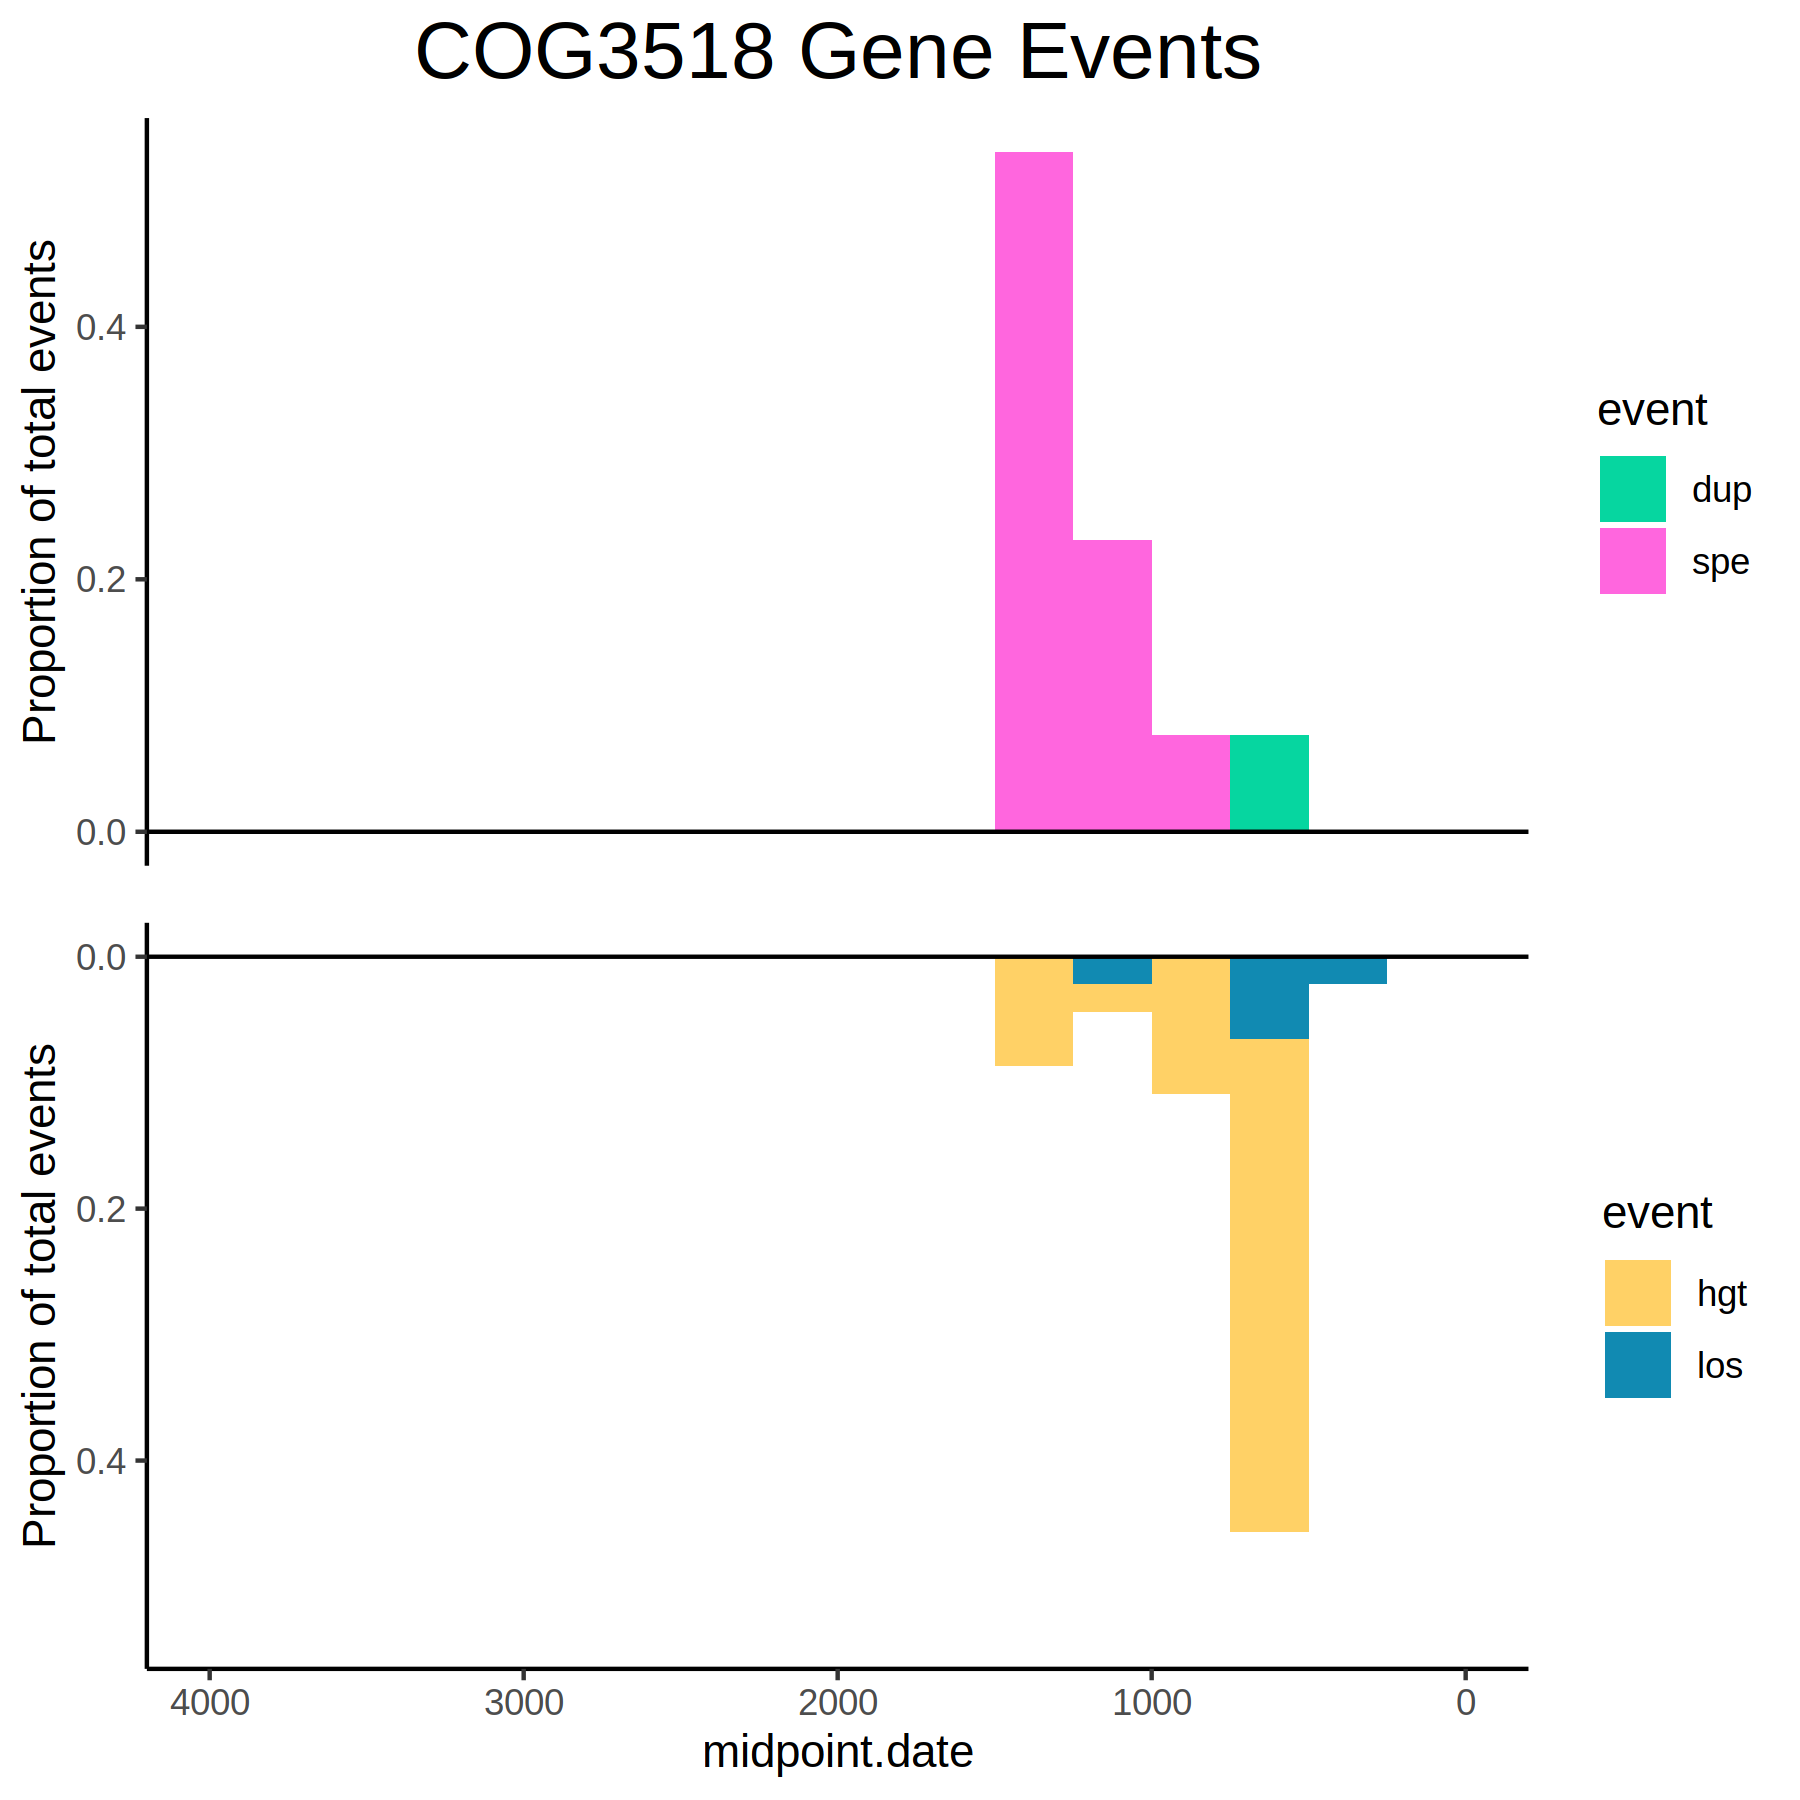 COG3518 Gene Events
Proportion of total events
0.4
0.2
0.0
event
dup
spe
Proportion of total events
0.0
0.2
0.4
event
hgt
los
4000 3000 2000 1000 0
midpoint.date